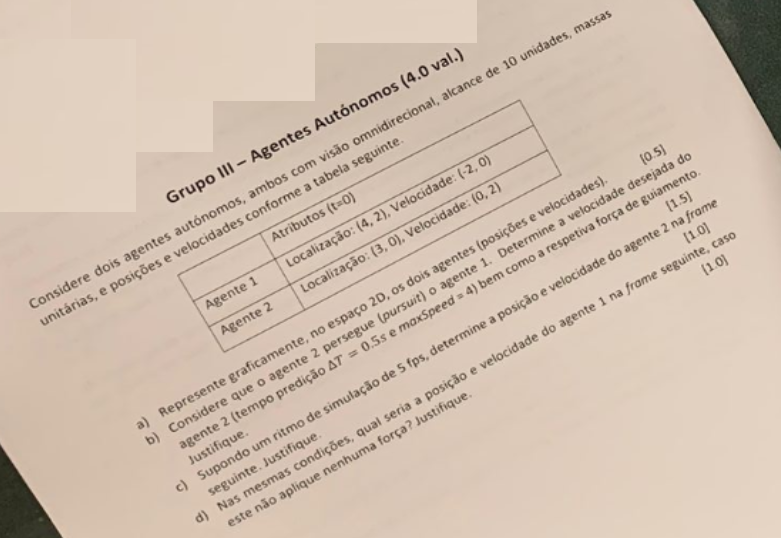 Grupo III – Agentes Autónomos (4.0 val.)
Considere dois agentes autónomos, ambos com visão omnidirecional, alcance de 10 unidades, massas
unitárias, e posições e velocidades conforme a tabela seguinte.
Atributos (t=0)
Agente 1 Localização: (4, 2), Velocidade: (-2, 0)
Agente 2 Localização: (3, 0), Velocidade: (0, 2)
a) Represente graficamente, no espaço 2D, os dois agentes (posições e velocidades). [0.5]
b) Considere que o agente 2 persegue (pursuit) o agente 1. Determine a velocidade desejada do
agente 2 (tempo predição ΔT = 0.5s e maxSpeed = 4) bem como a respetiva força de guiamento.
Justifique. [1.5]
c) Supondo um ritmo de simulação de 5 fps, determine a posição e velocidade do agente 2 na frame
seguinte. Justifique. [1.0]
d) Nas mesmas condições, qual seria a posição e velocidade do agente 1 na frame seguinte, caso
este não aplique nenhuma força? Justifique. [1.0]